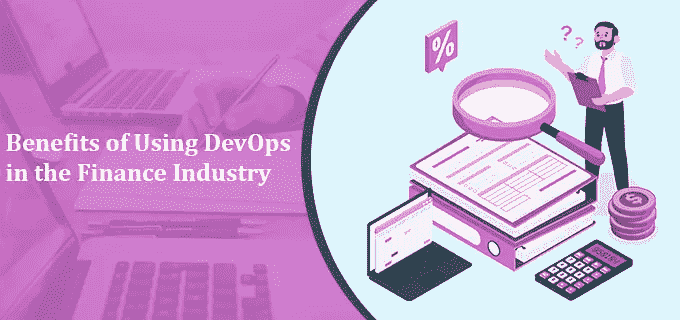 Benefits of Using DevOps
in the Finance Industry
%
? ?
$